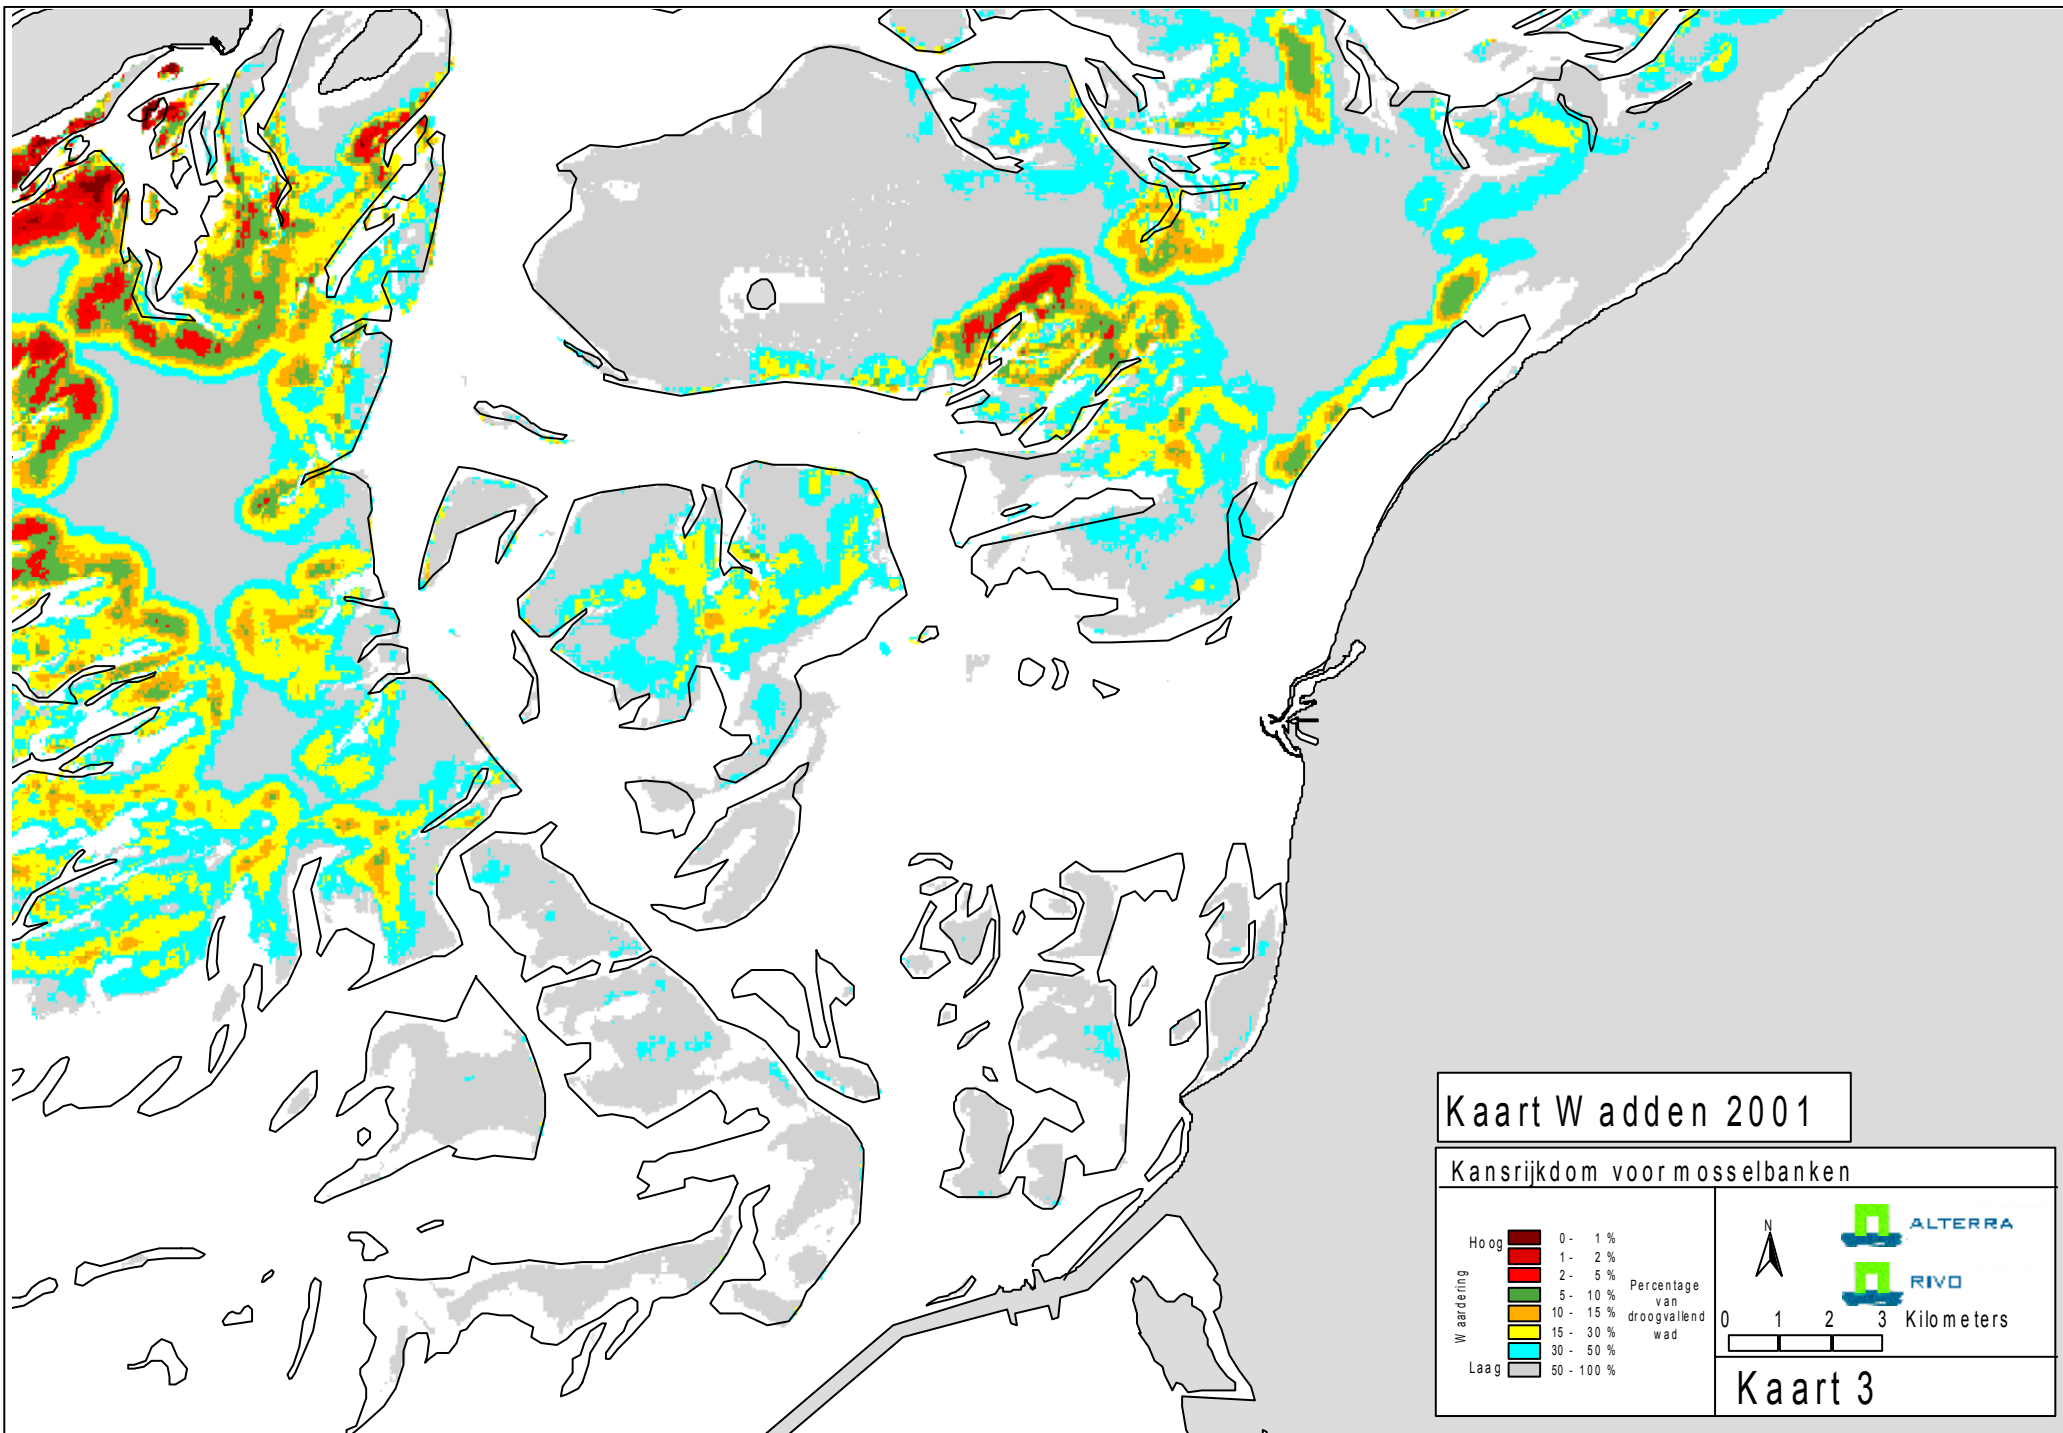 Kaart Wadden 2001
Kansrijkdom voor mosselbanken
Hoog
Waardering
Laag
0 - 1 %
1 - 2 %
2 - 5 %
5 - 10 %
10 - 15 %
15 - 30 %
30 - 50 %
50 - 100 %
Percentage
van
droogvallend
wad
N
ALTERRA
RIVO
0 1 2 3 Kilometers
Kaart 3